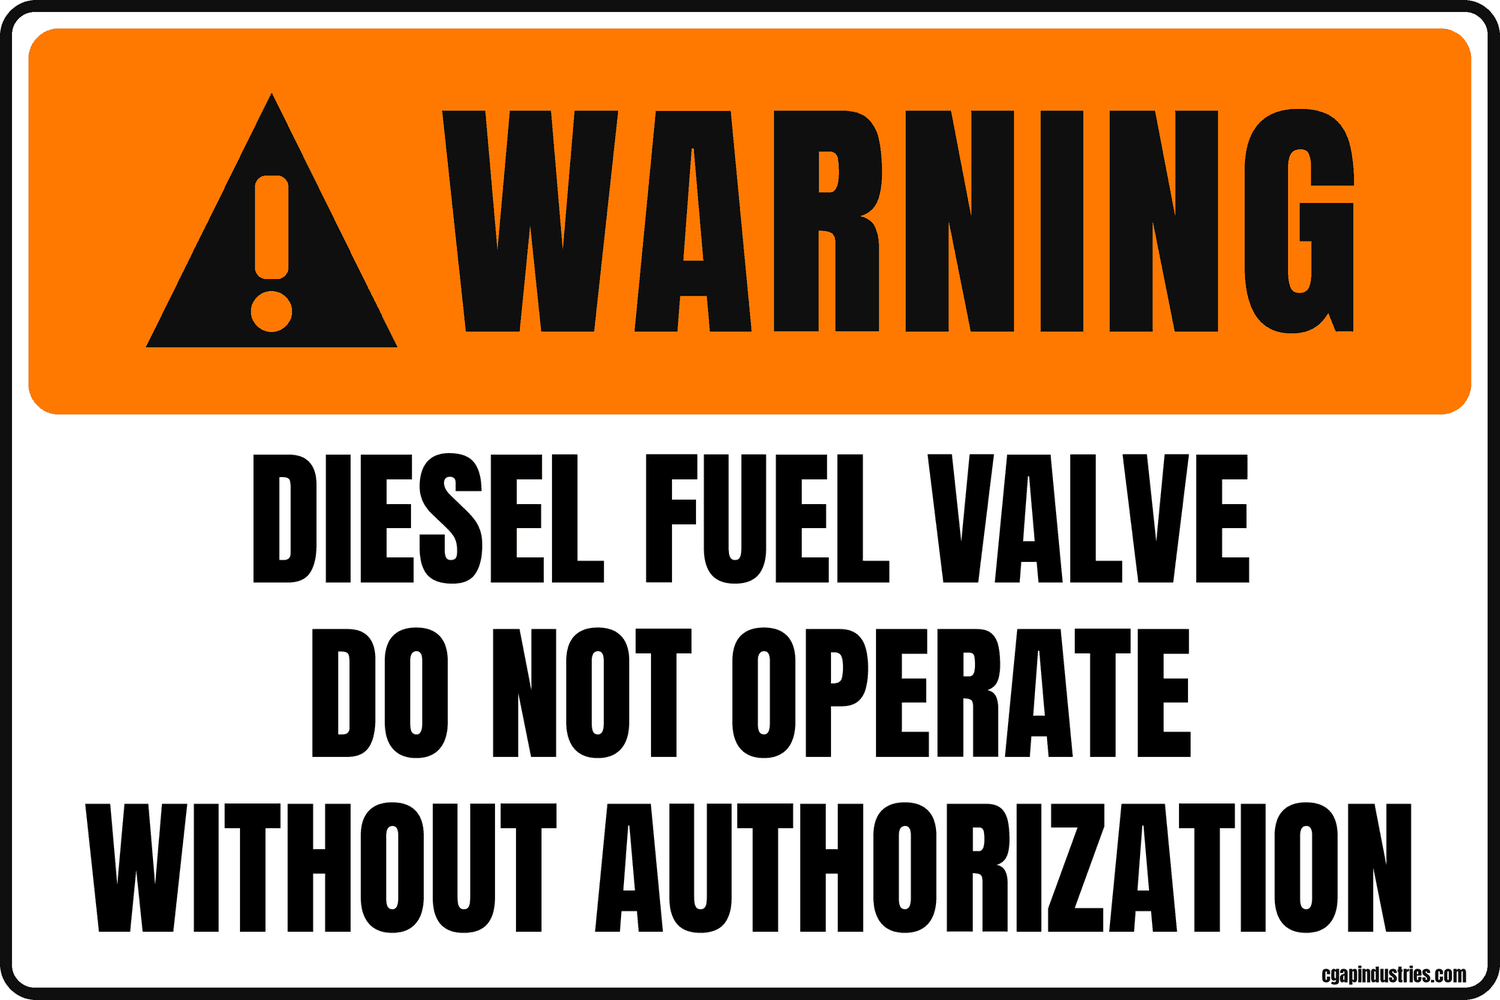 WARNING
DIESEL FUEL VALVE
DO NOT OPERATE
WITHOUT AUTHORIZATION
cgapindustries.com